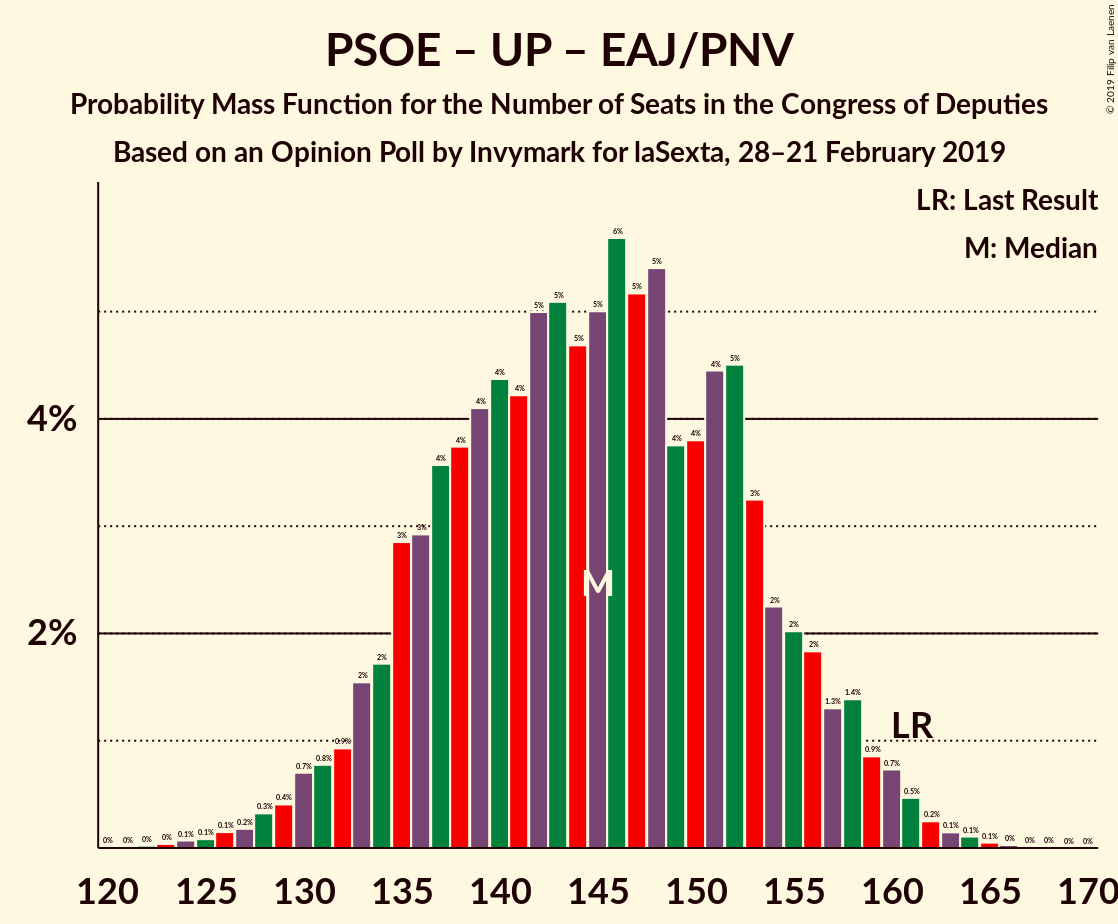 PSOE – UP – EAJ/PNV
Probability Mass Function for the Number of Seats in the Congress of Deputies
Based on an Opinion Poll by Invymark for laSexta, 28–21 February 2019
© 2019 Filip van Laenen
LR: Last Result
M: Median
4%
2%
0% 0% 0% 0% 0.1% 0.1% 0.1% 0.2% 0.3% 0.4% 0.7% 0.8% 0.9% 2% 2% 3% 3% 4% 4% 4% 4% 4% 5% 5% 5% 5% 6% 5% 5% 4% 4% 4% 5% 3% 2% 2% 2% 1.3% 1.4% 0.9% 0.7% 0.5% 0.2% 0.1% 0.1% 0.1% 0% 0% 0% 0% 0%
M
LR
120 125 130 135 140 145 150 155 160 165 170